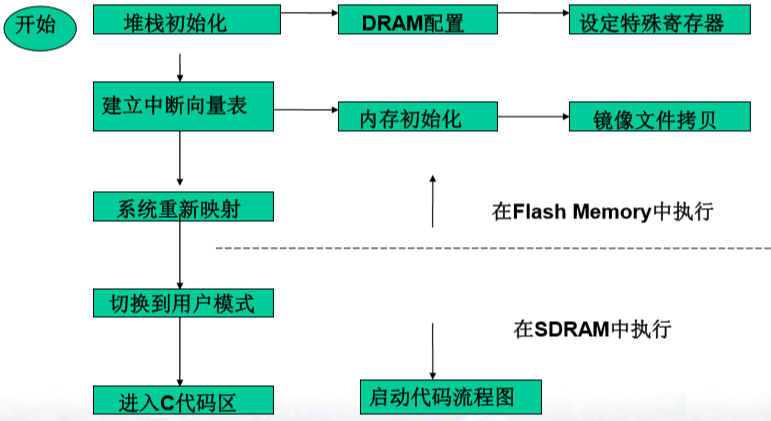 开始
堆栈初始化
DRAM配置
设定特殊寄存器
建立中断向量表
内存初始化
镜像文件拷贝
系统重新映射
在Flash Memory中执行
切换到用户模式
在SDRAM中执行
进入C代码区
启动代码流程图